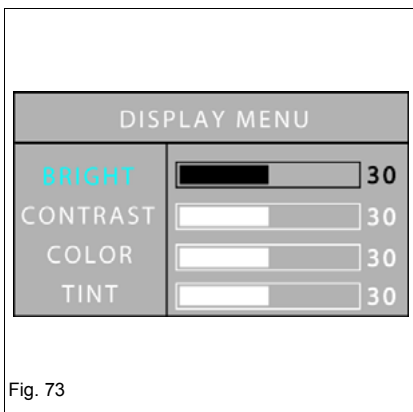 DISPLAY MENU
BRIGHT 30
CONTRAST 30
COLOR 30
TINT 30
Fig. 73